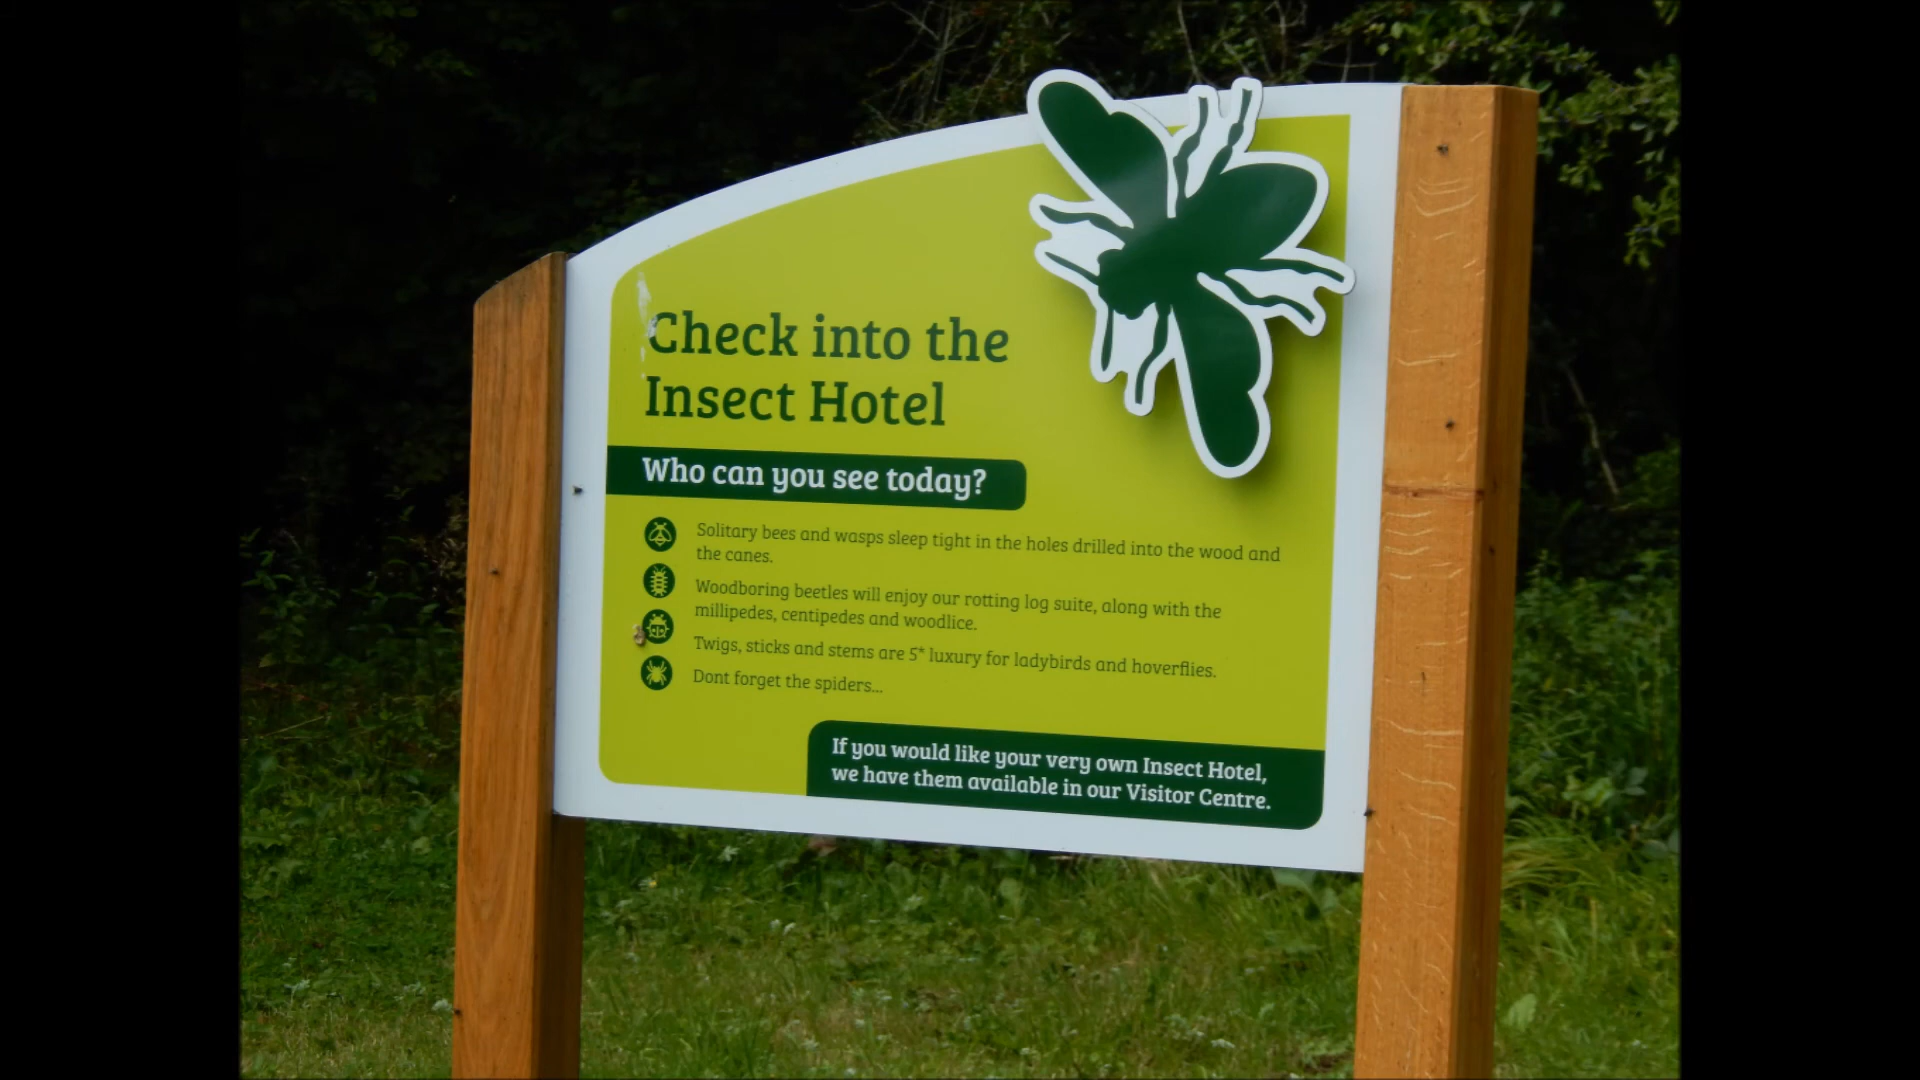 Check into the
Insect Hotel
Who can you see today?
Solitary bees and wasps sleep tight in the holes drilled into the wood and
the canes.
Woodboring beetles will enjoy our rotting log suite, along with the
millipedes, centipedes and woodlice.
Twigs, sticks and stems are 5* luxury for ladybirds and hoverflies.
Dont forget the spiders...
If you would like your very own Insect Hotel,
we have them available in our Visitor Centre.